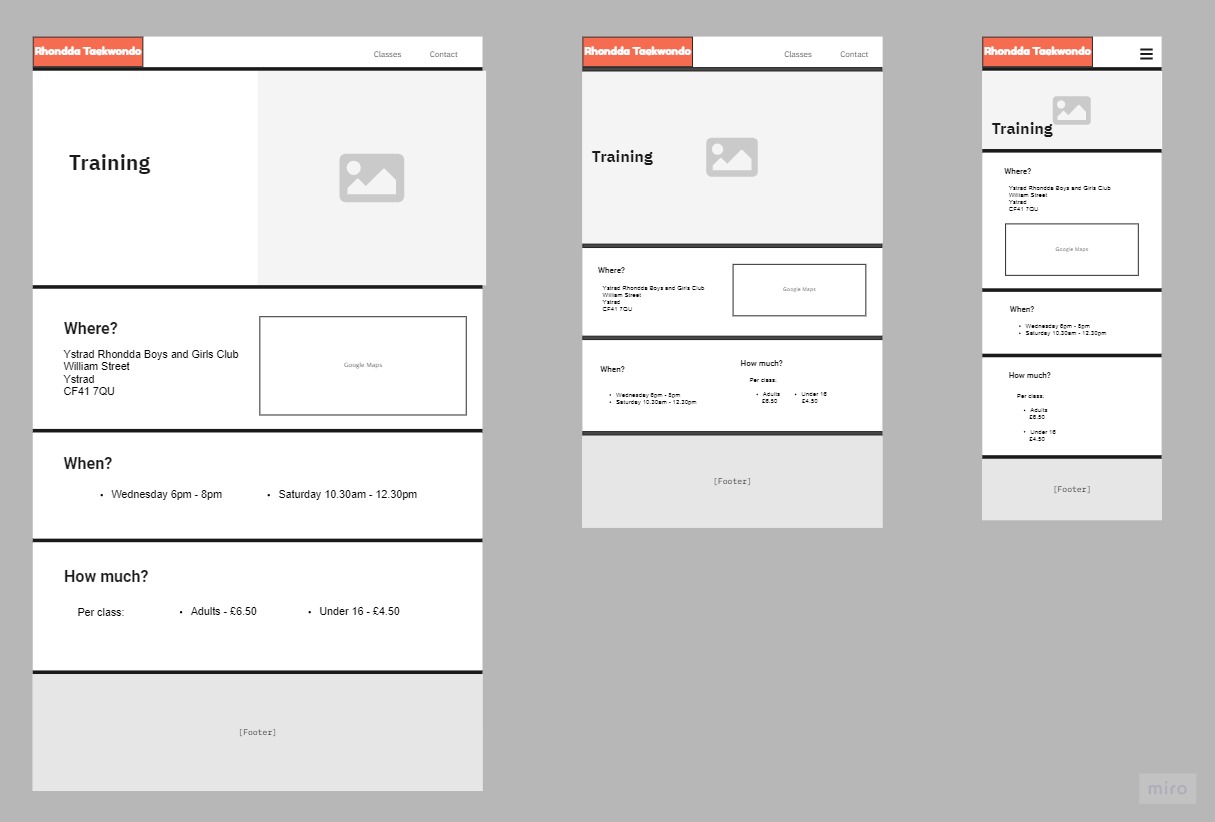 Rhondda Taekwondo
Classes Contact
Training
Where?
Ystrad Rhondda Boys and Girls Club
William Street
Ystrad
CF41 7QU
Google Maps
When?
• Wednesday 6pm - 8pm • Saturday 10.30am - 12.30pm
How much?
Per class: • Adults - £6.50 • Under 16 - £4.50
[Footer]
Rhondda Taekwondo
Classes Contact
Training
Where?
Ystrad Rhondda Boys and Girls Club
William Street
Ystrad
CF41 7QU
Google Maps
When?
• Wednesday 6pm - 8pm
• Saturday 10.30am - 12.30pm
How much?
Per class:
• Adults
£6.50
• Under 16
£4.50
[Footer]
Rhondda Taekwondo
Training
Where?
Ystrad Rhondda Boys and Girls Club
William Street
Ystrad
CF41 7QU
Google Maps
When?
• Wednesday 6pm - 8pm
• Saturday 10.30am - 12.30pm
How much?
Per class:
• Adults
£6.50
• Under 16
£4.50
[Footer]
miro